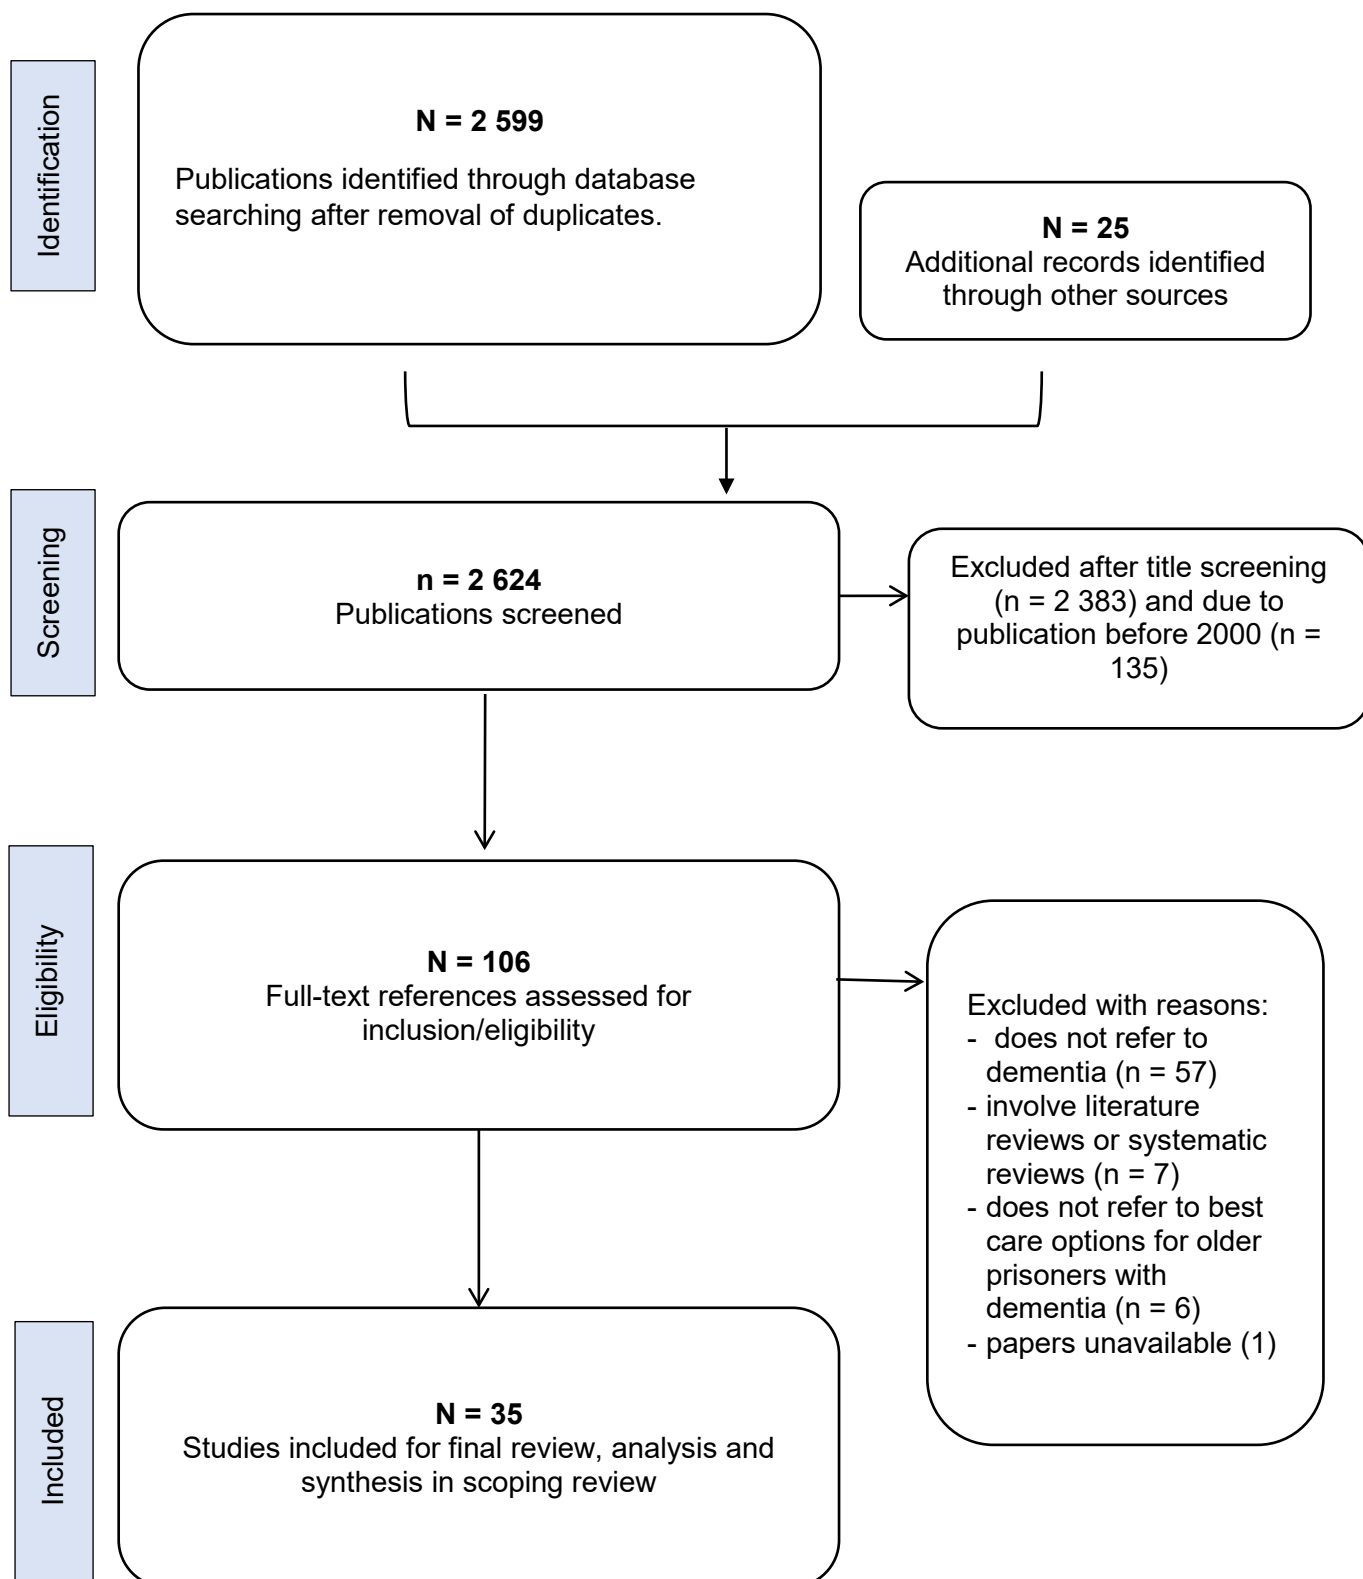 Identification
N = 2 599
Publications identified through database
searching after removal of duplicates.
N = 25
Additional records identified
through other sources
Screening
n = 2 624
Publications screened
Excluded after title screening
(n = 2 383) and due to
publication before 2000 (n =
135)
Eligibility
N = 106
Full-text references assessed for
inclusion/eligibility
Excluded with reasons:
- does not refer to
dementia (n = 57)
- involve literature
reviews or systematic
reviews (n = 7)
- does not refer to best
care options for older
prisoners with
dementia (n = 6)
- papers unavailable (1)
Included
N = 35
Studies included for final review, analysis and
synthesis in scoping review